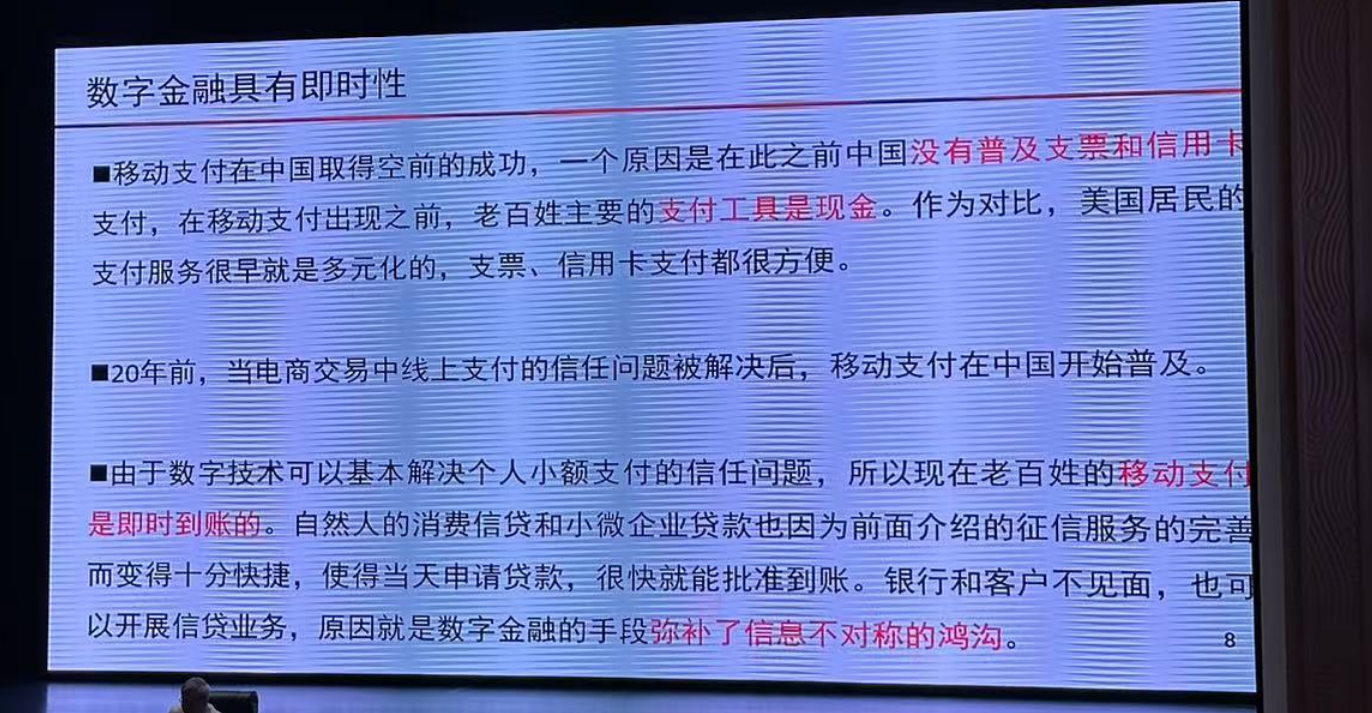 数字金融具有即时性
■移动支付在中国取得空前的成功，一个原因是在此之前中国没有普及支票和信用卡
支付，在移动支付出现之前，老百姓主要的支付工具是现金。作为对比，美国居民的
支付服务很早就是多元化的，支票、信用卡支付都很方便。
■20年前，当电商交易中线上支付的信任问题被解决后，移动支付在中国开始普及。
■由于数字技术可以基本解决个人小额支付的信任问题，所以现在老百姓的移动支付
是即时到账的。自然人的消费信贷和小微企业贷款也因为前面介绍的征信服务的完善
而变得十分快捷，使得当天申请贷款，很快就能批准到账。银行和客户不见面，也可
以开展信贷业务，原因就是数字金融的手段弥补了信息不对称的鸿沟。
8